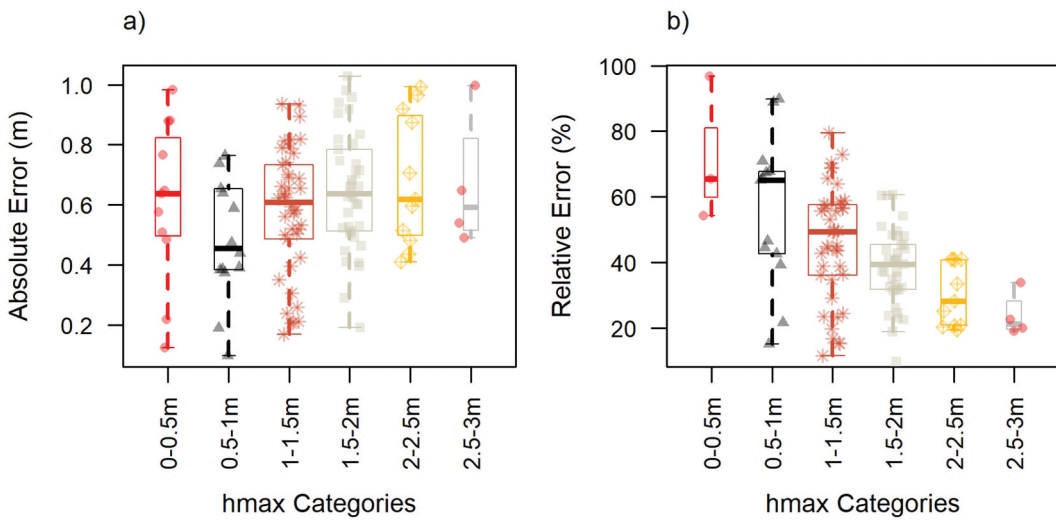 a)
Absolute Error (m)
1.0
0.8
0.6
0.4
0.2
0-0.5m
0.5-1m
1-1.5m
1.5-2m
2-2.5m
2.5-3m
hmax Categories
b)
Relative Error (%)
100
80
60
40
20
0-0.5m
0.5-1m
1-1.5m
1.5-2m
2-2.5m
2.5-3m
hmax Categories